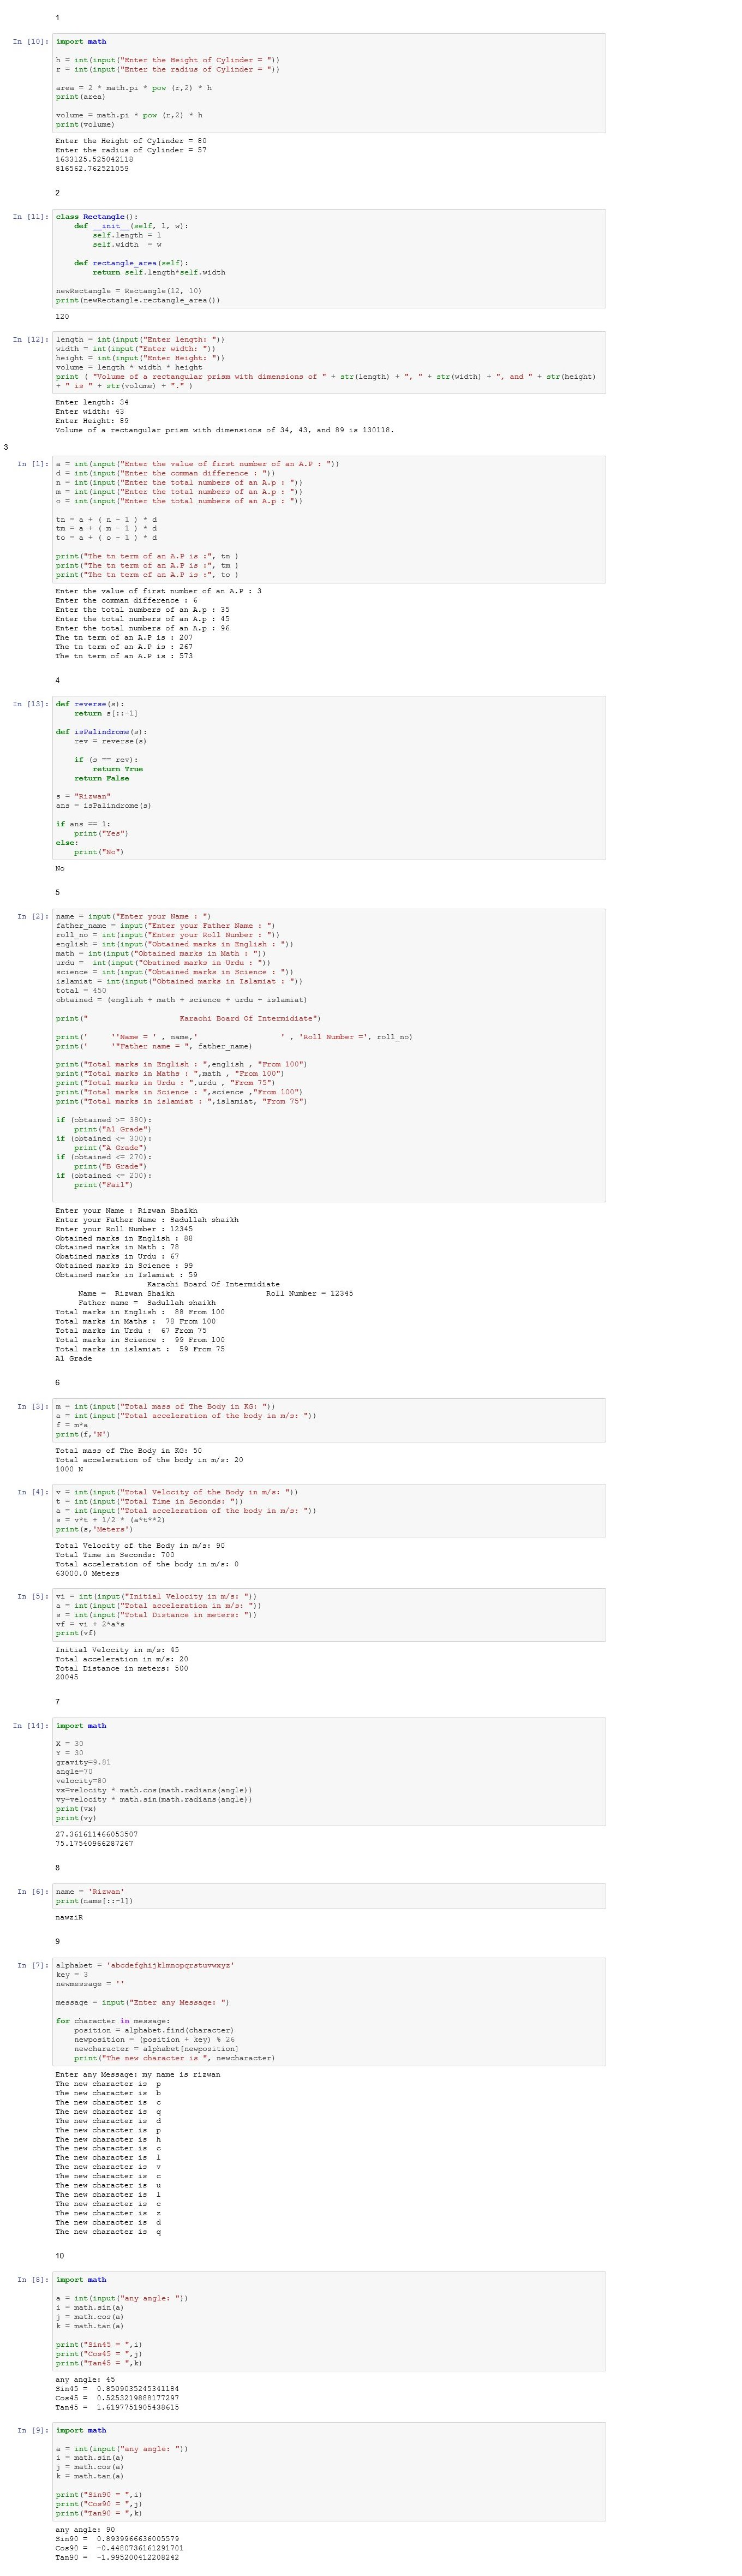 1
In [10]: import math
h = int(input("Enter the Height of Cylinder = "))
r = int(input("Enter the radius of Cylinder = "))
area = 2 * math.pi * pow (r,2) * h
print(area)
volume = math.pi * pow (r,2) * h
print(volume)
Enter the Height of Cylinder = 80
Enter the radius of Cylinder = 57
1633125.525042118
816562.762521059
2
In [11]: class Rectangle():
    def __init__(self, l, w):
        self.length = l
        self.width  = w
    def rectangle_area(self):
        return self.length*self.width
newRectangle = Rectangle(12, 10)
print(newRectangle.rectangle_area())
120
In [12]: length = int(input("Enter length: "))
width = int(input("Enter width: "))
height = int(input("Enter Height: "))
volume = length * width * height
print ( "Volume of a rectangular prism with dimensions of " + str(length) + ", " + str(width) + ", and " + str(height)
+ " is " + str(volume) + "." )
Enter length: 34
Enter width: 43
Enter Height: 89
Volume of a rectangular prism with dimensions of 34, 43, and 89 is 130118.
3
In [1]: a = int(input("Enter the value of first number of an A.P : "))
d = int(input("Enter the comman difference : "))
n = int(input("Enter the total numbers of an A.p : "))
m = int(input("Enter the total numbers of an A.p : "))
o = int(input("Enter the total numbers of an A.p : "))
tn = a + ( n - 1 ) * d
tm = a + ( m - 1 ) * d
to = a + ( o - 1 ) * d
print("The tn term of an A.P is :", tn )
print("The tn term of an A.P is :", tm )
print("The tn term of an A.P is :", to )
Enter the value of first number of an A.P : 3
Enter the comman difference : 6
Enter the total numbers of an A.p : 35
Enter the total numbers of an A.p : 45
Enter the total numbers of an A.p : 96
The tn term of an A.P is : 207
The tn term of an A.P is : 267
The tn term of an A.P is : 573
4
In [13]: def reverse(s):
    return s[::-1]
def isPalindrome(s):
    rev = reverse(s)
    if (s == rev):
        return True
    return False
s = "Rizwan"
ans = isPalindrome(s)
if ans == 1:
    print("Yes")
else:
    print("No")
No
5
In [2]: name = input("Enter your Name : ")
father_name = input("Enter your Father Name : ")
roll_no = int(input("Enter your Roll Number : "))
english = int(input("Obtained marks in English : "))
math = int(input("Obtained marks in Math : "))
urdu =  int(input("Obatined marks in Urdu : "))
science = int(input("Obtained marks in Science : "))
islamiat = int(input("Obtained marks in Islamiat : "))
total = 450
obtained = (english + math + science + urdu + islamiat)
print("                    Karachi Board Of Intermidiate")
print('     ''Name = ' , name,'                  ' , 'Roll Number =', roll_no)
print('     '"Father name = ", father_name)
print("Total marks in English : ",english , "From 100")
print("Total marks in Maths : ",math , "From 100")
print("Total marks in Urdu : ",urdu , "From 75")
print("Total marks in Science : ",science ,"From 100")
print("Total marks in islamiat : ",islamiat, "From 75")
if (obtained >= 380):
    print("A1 Grade")
if (obtained <= 300):
    print("A Grade")
if (obtained <= 270):
    print("B Grade")
if (obtained <= 200):
    print("Fail")
Enter your Name : Rizwan Shaikh
Enter your Father Name : Sadullah shaikh
Enter your Roll Number : 12345
Obtained marks in English : 88
Obtained marks in Math : 78
Obatined marks in Urdu : 67
Obtained marks in Science : 99
Obtained marks in Islamiat : 59
                    Karachi Board Of Intermidiate
     Name =  Rizwan Shaikh                    Roll Number = 12345
     Father name =  Sadullah shaikh
Total marks in English :  88 From 100
Total marks in Maths :  78 From 100
Total marks in Urdu :  67 From 75
Total marks in Science :  99 From 100
Total marks in islamiat :  59 From 75
A1 Grade
6
In [3]: m = int(input("Total mass of The Body in KG: "))
a = int(input("Total acceleration of the body in m/s: "))
f = m*a
print(f,'N')
Total mass of The Body in KG: 50
Total acceleration of the body in m/s: 20
1000 N
In [4]: v = int(input("Total Velocity of the Body in m/s: "))
t = int(input("Total Time in Seconds: "))
a = int(input("Total acceleration of the body in m/s: "))
s = v*t + 1/2 * (a*t**2)
print(s,'Meters')
Total Velocity of the Body in m/s: 90
Total Time in Seconds: 700
Total acceleration of the body in m/s: 0
63000.0 Meters
In [5]: vi = int(input("Initial Velocity in m/s: "))
a = int(input("Total acceleration in m/s: "))
s = int(input("Total Distance in meters: "))
vf = vi + 2*a*s
print(vf)
Initial Velocity in m/s: 45
Total acceleration in m/s: 20
Total Distance in meters: 500
20045
7
In [14]: import math
X = 30
Y = 30
gravity=9.81
angle=70
velocity=80
vx=velocity * math.cos(math.radians(angle))
vy=velocity * math.sin(math.radians(angle))
print(vx)
print(vy)
27.361611466053507
75.17540966287267
8
In [6]: name = 'Rizwan'
print(name[::-1])
nawziR
9
In [7]: alphabet = 'abcdefghijklmnopqrstuvwxyz'
key = 3
newmessage = ''
message = input("Enter any Message: ")
for character in message:
    position = alphabet.find(character)
    newposition = (position + key) % 26
    newcharacter = alphabet[newposition]
    print("The new character is ", newcharacter)
Enter any Message: my name is rizwan
The new character is  p
The new character is  b
The new character is  c
The new character is  q
The new character is  d
The new character is  p
The new character is  h
The new character is  c
The new character is  l
The new character is  v
The new character is  c
The new character is  u
The new character is  l
The new character is  c
The new character is  z
The new character is  d
The new character is  q
10
In [8]: import math
a = int(input("any angle: "))
i = math.sin(a)
j = math.cos(a)
k = math.tan(a)
print("Sin45 = ",i)
print("Cos45 = ",j)
print("Tan45 = ",k)
any angle: 45
Sin45 =  0.8509035245341184
Cos45 =  0.5253219888177297
Tan45 =  1.6197751905438615
In [9]: import math
a = int(input("any angle: "))
i = math.sin(a)
j = math.cos(a)
k = math.tan(a)
print("Sin90 = ",i)
print("Cos90 = ",j)
print("Tan90 = ",k)
any angle: 90
Sin90 =  0.8939966636005579
Cos90 =  -0.4480736161291701
Tan90 =  -1.995200412208242